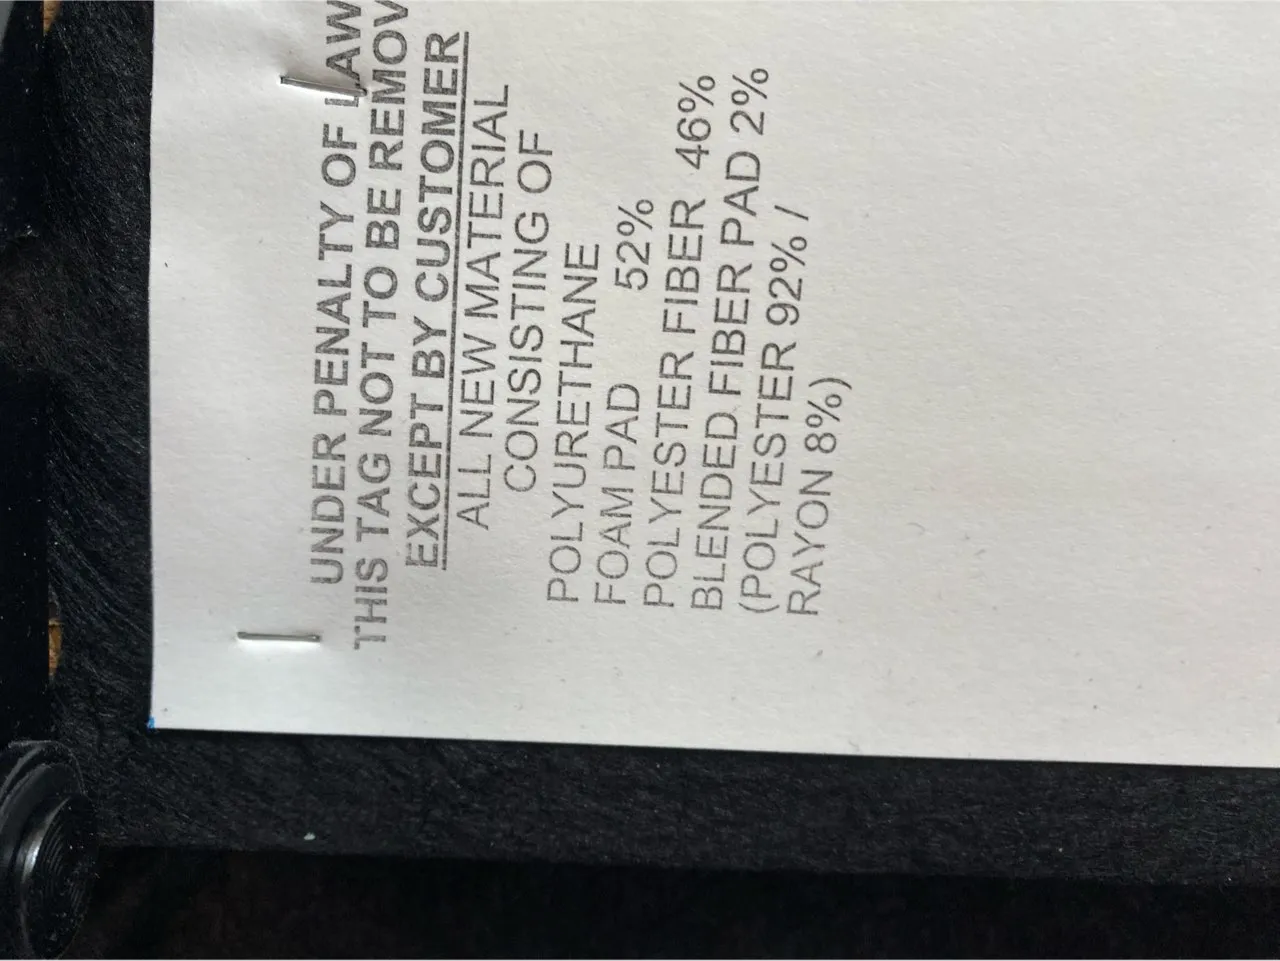 UNDER PENALTY OF LAW
THIS TAG NOT TO BE REMOV
EXCEPT BY CUSTOMER
ALL NEW MATERIAL
CONSISTING OF
POLYURETHANE
FOAM PAD 52%
POLYESTER FIBER 46%
BLENDED FIBER PAD 2%
(POLYESTER 92% /
RAYON 8%)